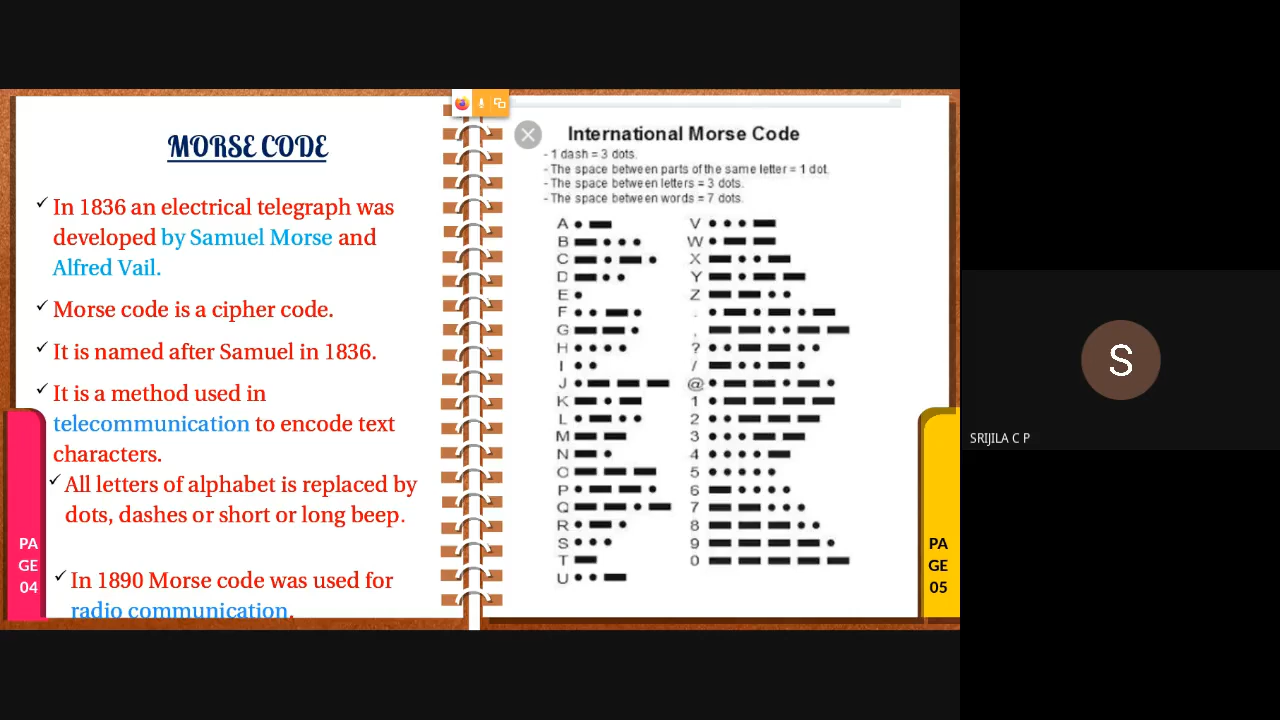 MORSE CODE
✓ In 1836 an electrical telegraph was
developed by Samuel Morse and
Alfred Vail.
✓ Morse code is a cipher code.
✓ It is named after Samuel in 1836.
✓ It is a method used in
telecommunication to encode text
characters.
✓ All letters of alphabet is replaced by
dots, dashes or short or long beep.
✓ In 1890 Morse code was used for
radio communication.
PA
GE
04
International Morse Code
- 1 dash = 3 dots.
- The space between parts of the same letter = 1 dot.
- The space between letters = 3 dots.
- The space between words = 7 dots.
A • ▬
B ▬ • • •
C ▬ • ▬ •
D ▬ • •
E •
F • • ▬ •
G ▬ ▬ •
H • • • •
I • •
J • ▬ ▬ ▬
K ▬ • ▬
L • ▬ • •
M ▬ ▬
N ▬ •
O ▬ ▬ ▬
P • ▬ ▬ •
Q ▬ ▬ • ▬
R • ▬ •
S • • •
T ▬
U • • ▬
V • • • ▬
W • ▬ ▬
X ▬ • • ▬
Y ▬ • ▬ ▬
Z ▬ ▬ • •
. • ▬ • ▬ • ▬
, ▬ ▬ • • ▬ ▬
? • • ▬ ▬ • •
/ ▬ • • ▬ •
@ • ▬ ▬ • ▬ •
1 • ▬ ▬ ▬ ▬
2 • • ▬ ▬ ▬
3 • • • ▬ ▬
4 • • • • ▬
5 • • • • •
6 ▬ • • • •
7 ▬ ▬ • • •
8 ▬ ▬ ▬ • •
9 ▬ ▬ ▬ ▬ •
0 ▬ ▬ ▬ ▬ ▬
PA
GE
05
S
SRIJILA C P